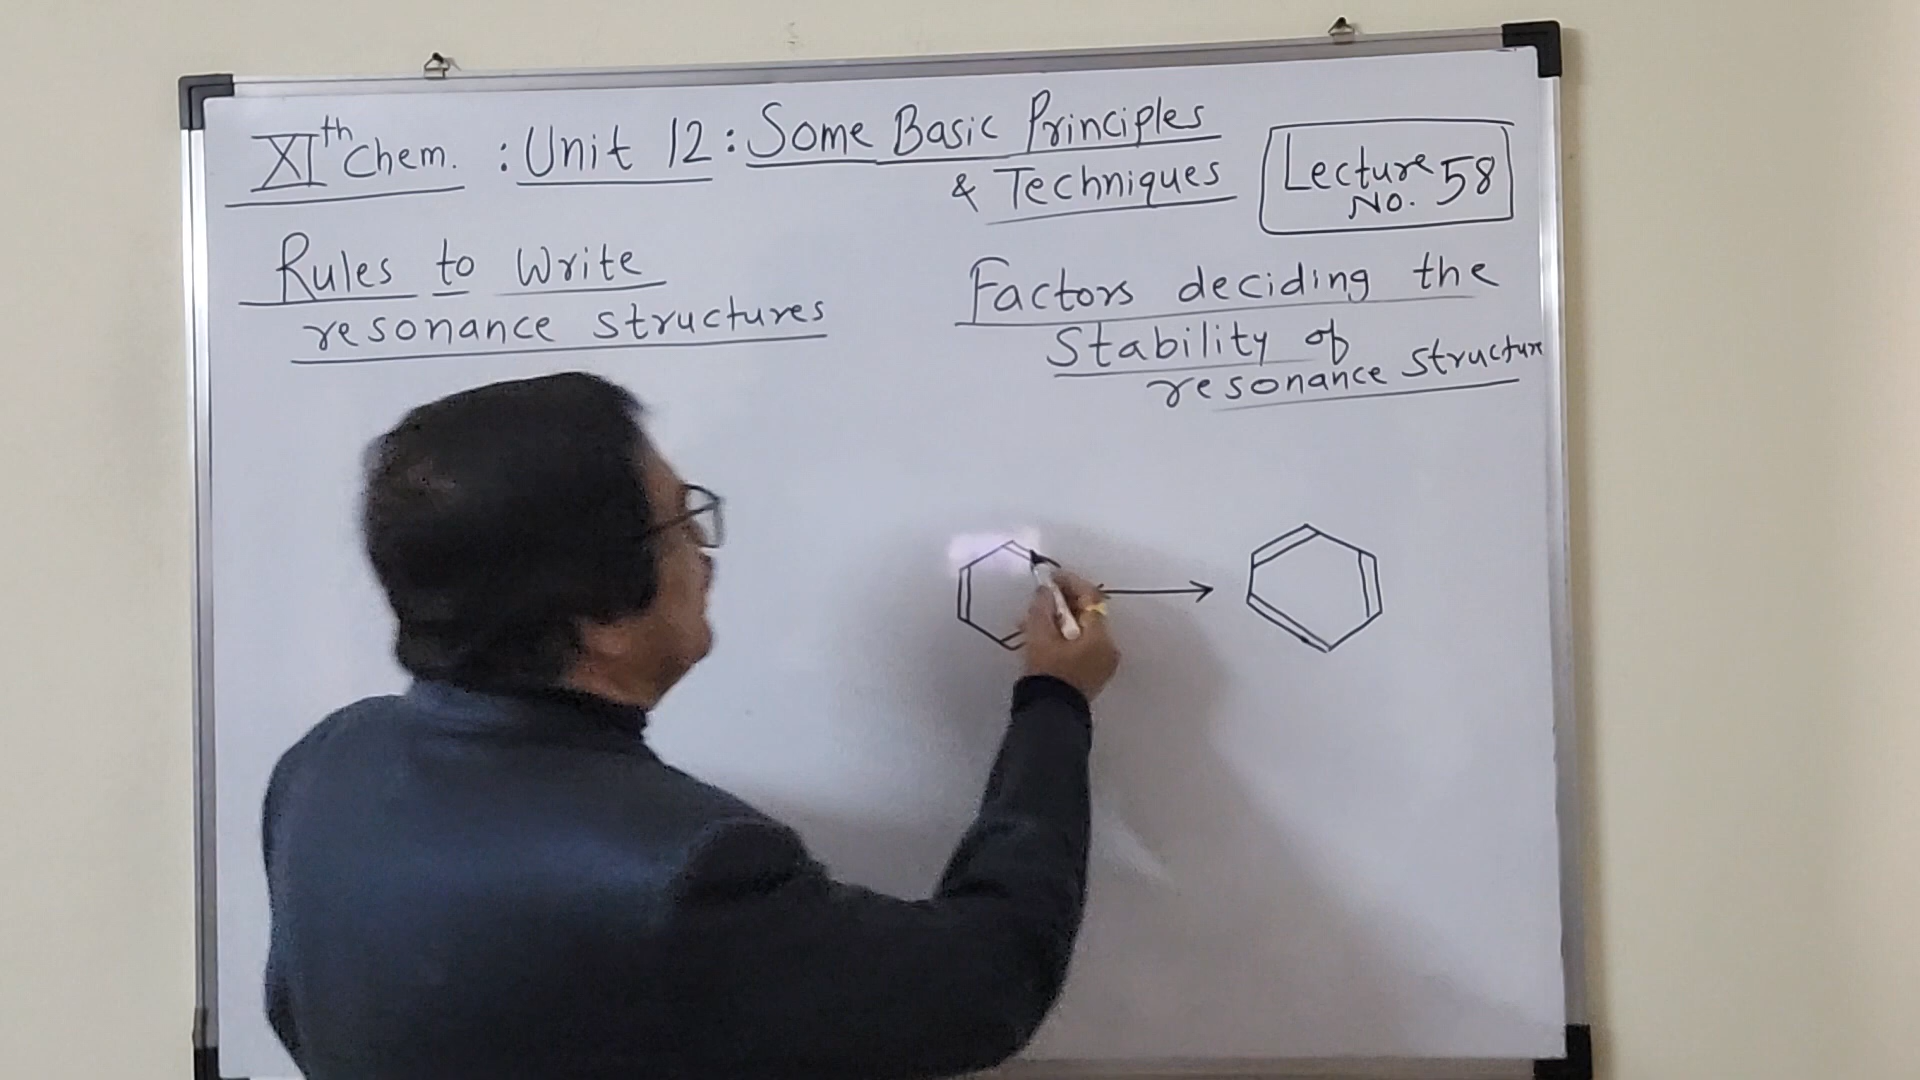 XIth Chem. : Unit 12 : Some Basic Principles
& Techniques
Lecture
No. 58
Rules to Write
resonance structures
Factors deciding the
Stability of
resonance structure